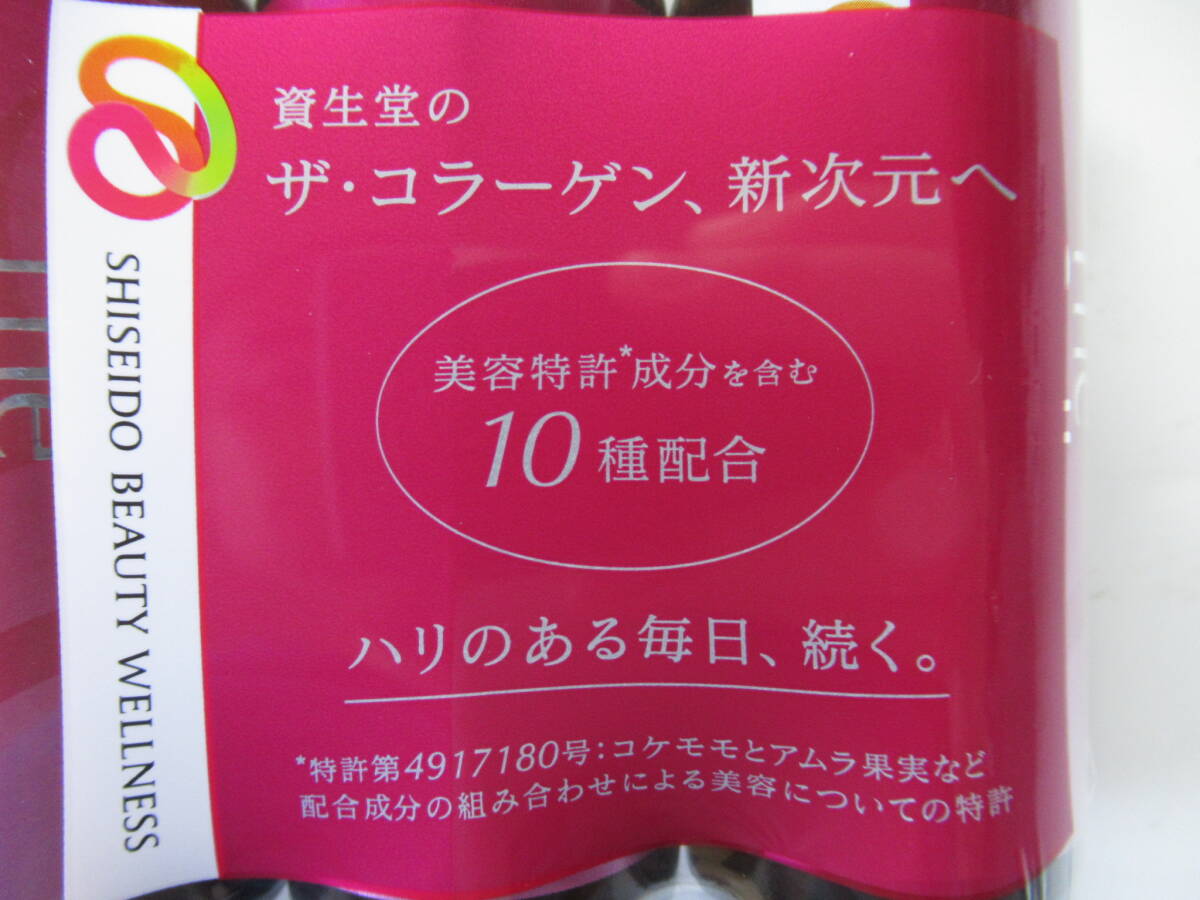 資生堂の
ザ・コラーゲン、新次元へ
美容特許*成分を含む
10種配合
ハリのある毎日、続く。
*特許第4917180号：コケモモとアムラ果実など
配合成分の組み合わせによる美容についての特許
SHISEIDO BEAUTY WELLNESS